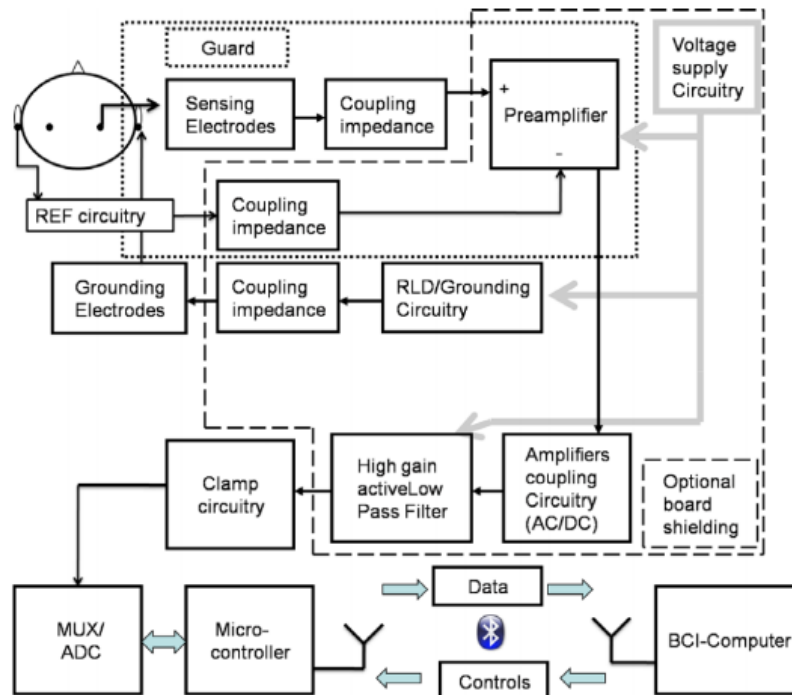 Guard
Voltage
supply
Circuitry
Sensing
Electrodes
Coupling
impedance
+
Preamplifier
-
REF circuitry
Coupling
impedance
Grounding
Electrodes
Coupling
impedance
RLD/Grounding
Circuitry
Clamp
circuitry
High gain
activeLow
Pass Filter
Amplifiers
coupling
Circuitry
(AC/DC)
Optional
board
shielding
MUX/
ADC
Micro-
controller
Data
Controls
BCI-Computer